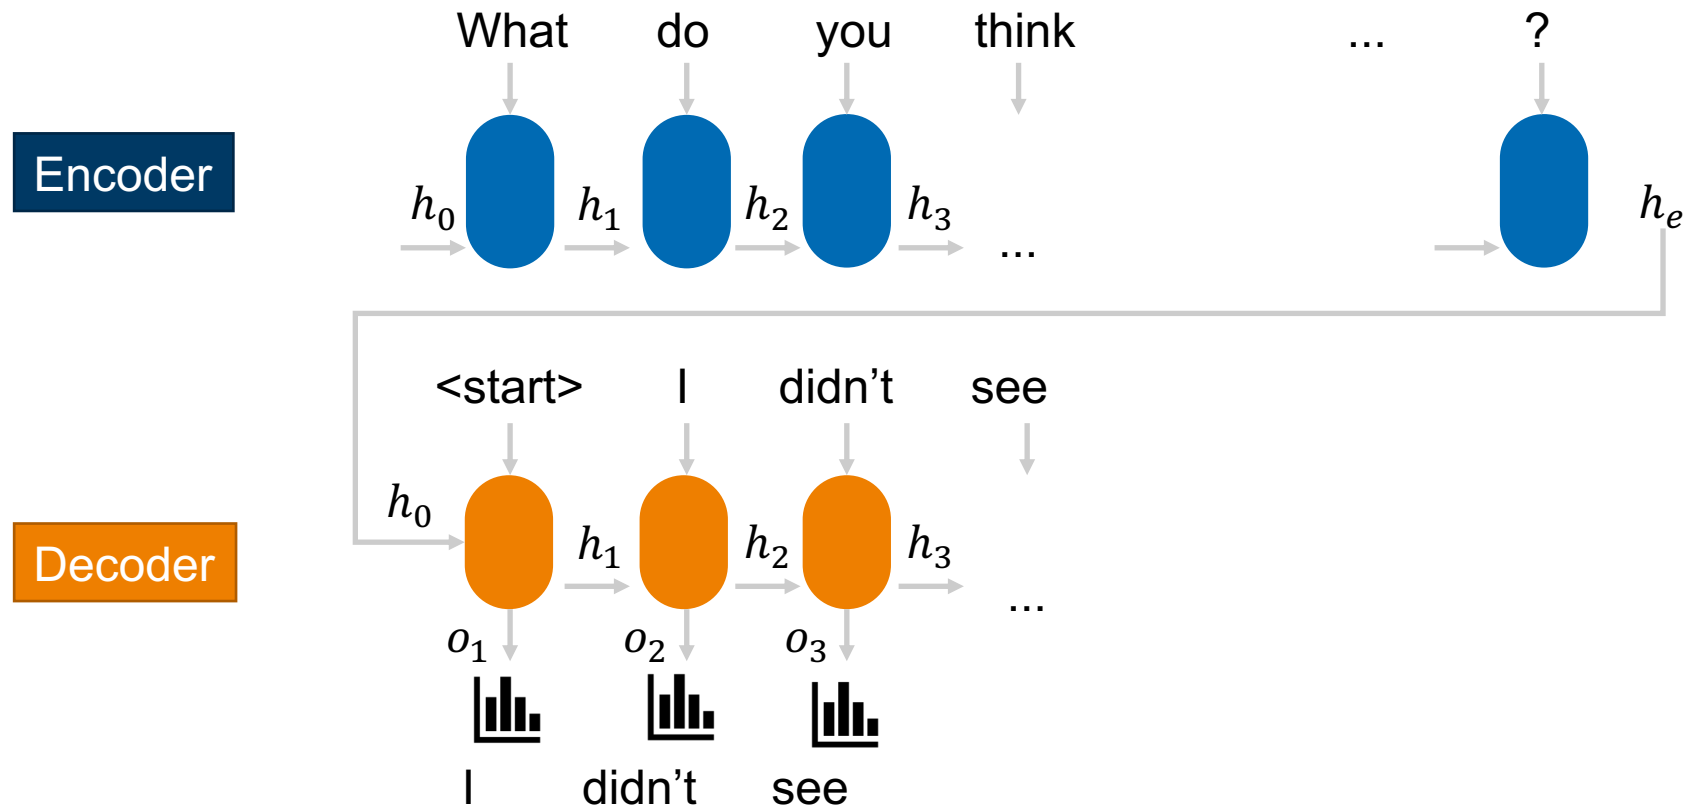 What do you think ... ?
Encoder
h₀ h₁ h₂ h₃ ... hₑ
<start> I didn’t see
Decoder
h₀ h₁ h₂ h₃ ...
o₁ o₂ o₃
I didn’t see